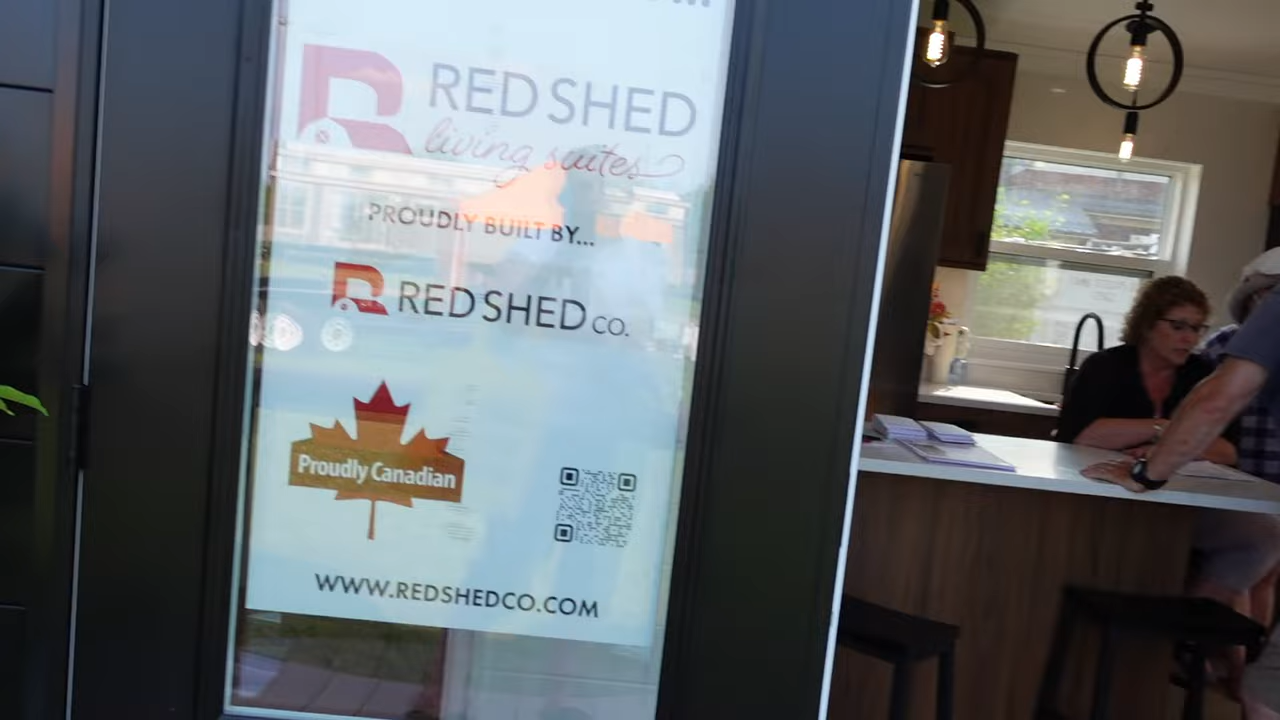 RED SHED
living suites
PROUDLY BUILT BY...
RED SHED CO.
Proudly Canadian
WWW.REDSHEDCO.COM